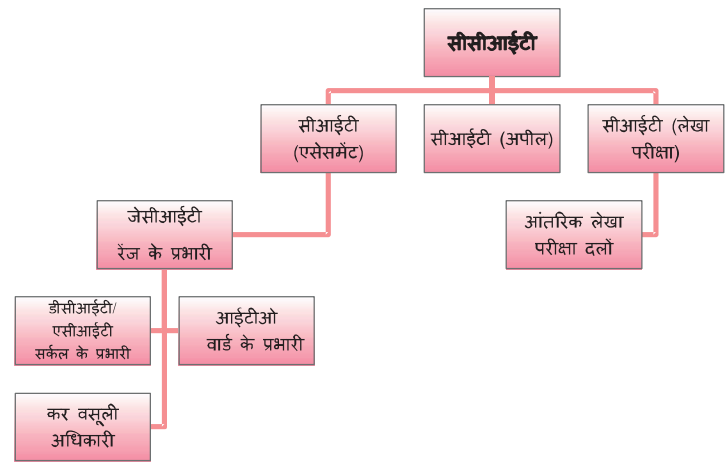 सीसीआईटी
सीआईटी
(एसेसमेंट)
सीआईटी (अपील)
सीआईटी (लेखा
परीक्षा)
जेसीआईटी
रेंज के प्रभारी
आंतरिक लेखा
परीक्षा दलों
डीसीआईटी/
एसीआईटी
सर्कल के प्रभारी
आईटीओ
वार्ड के प्रभारी
कर वसूली
अधिकारी